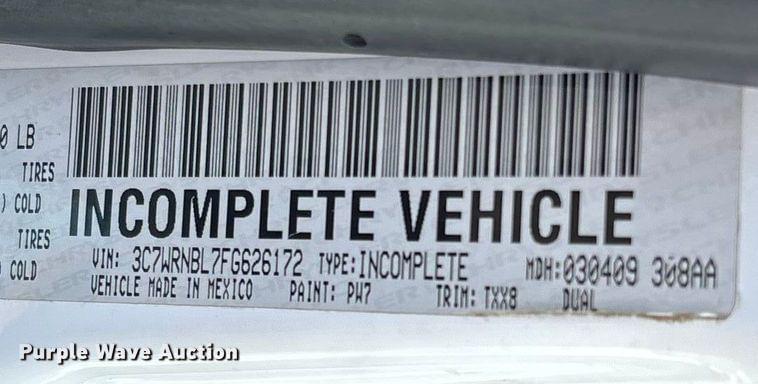 0 LB
TIRES
) COLD
TIRES
) COLD
INCOMPLETE VEHICLE
VIN: 3C7WRNBL7FG626172 TYPE:INCOMPLETE MDH:030409 308AA
VEHICLE MADE IN MEXICO PAINT: PW7 TRIM: TXX8 DUAL
Purple Wave Auction